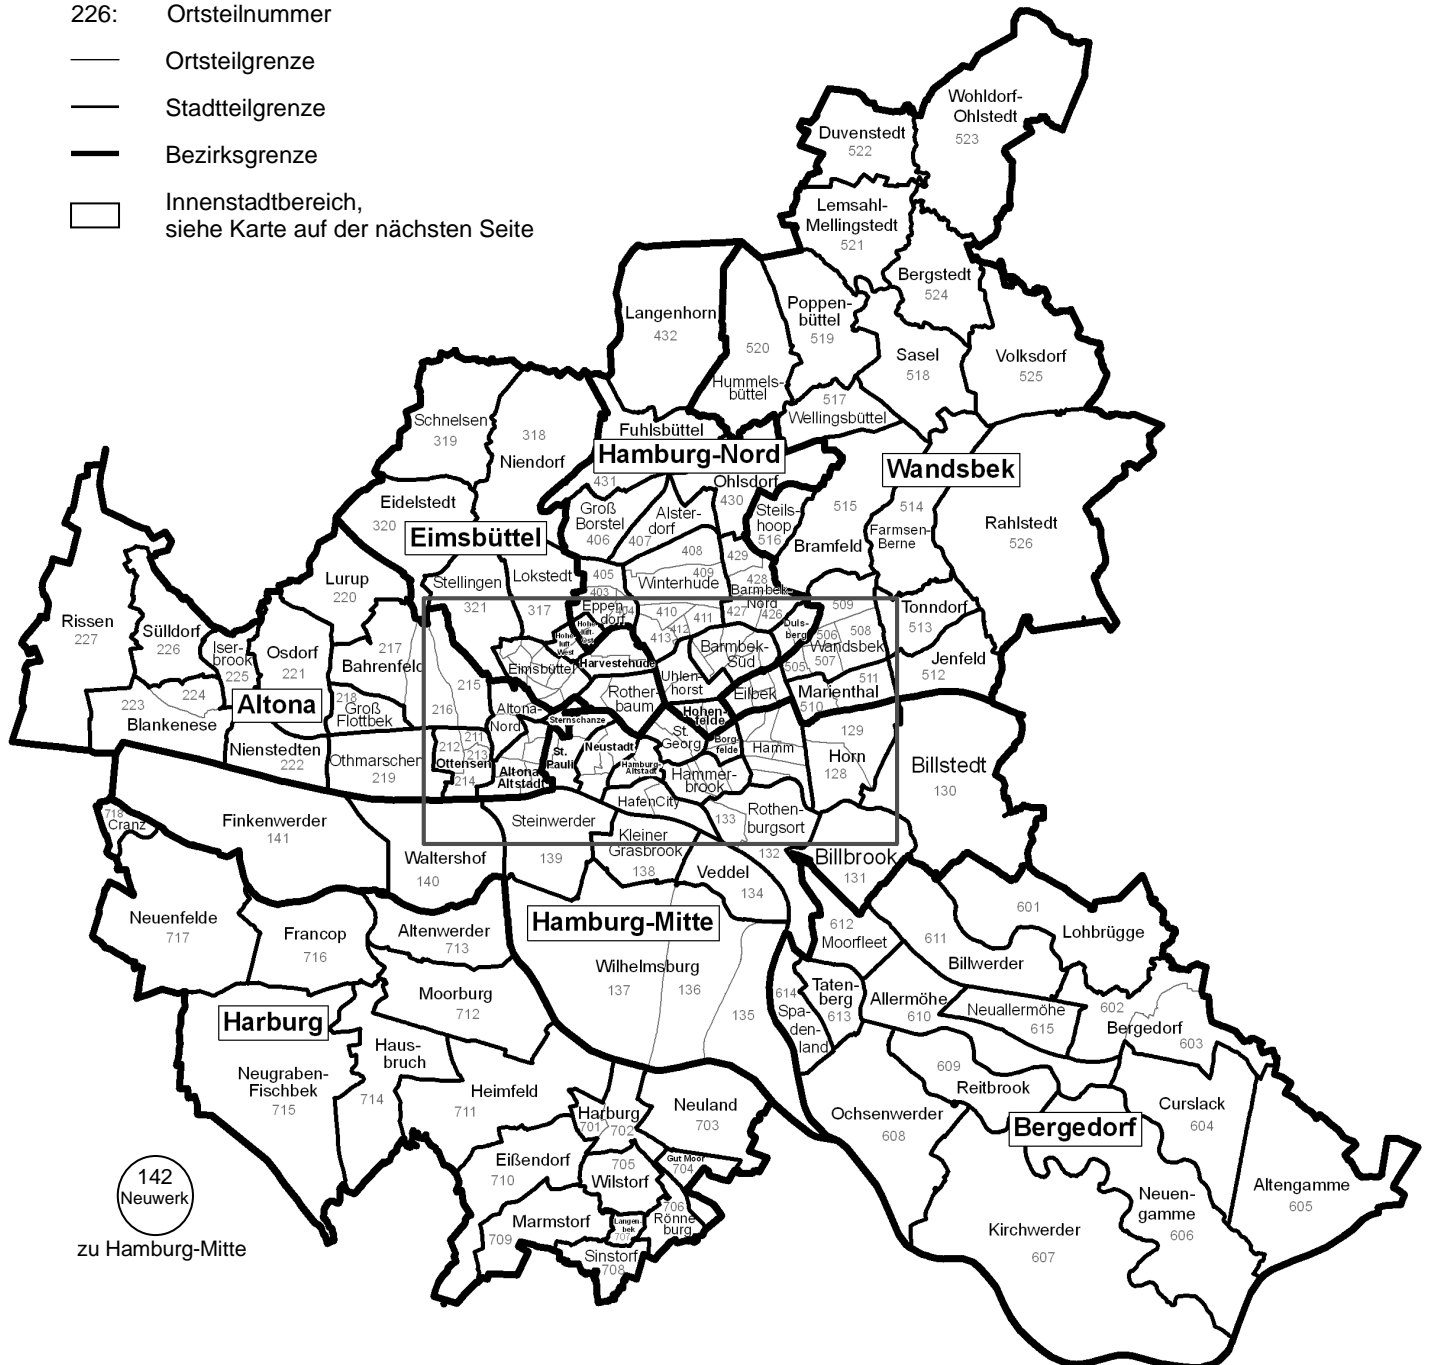 226: Ortsteilnummer
Ortsteilgrenze
Stadtteilgrenze
Bezirksgrenze
Innenstadtbereich,
siehe Karte auf der nächsten Seite
Wohldorf-
Ohlstedt
523
Duvenstedt
522
Lemsahl-
Mellingstedt
521
Bergstedt
524
Langenhorn
432
Poppen-
büttel
519
520
Hummels-
büttel
Sasel
518
Volksdorf
525
517
Wellingsbüttel
Schnelsen
319
318
Niendorf
Fuhlsbüttel
Hamburg-Nord
431
Ohlsdorf
430
Wandsbek
Eidelstedt
320
Groß
Borstel
406
407
Alster-
dorf
Steils-
hoop
516
515
Bramfeld
514
Farmsen-
Berne
Rahlstedt
526
Eimsbüttel
408
429
Stellingen
321
Lokstedt
317
405
403
Winterhude
409
428
Barmbek-
Nord
427
426
Lurup
220
Eppen-
dorf
404
410
411
412
413
509
Tonndorf
513
Rissen
227
Sülldorf
226
Iser-
brook
225
Osdorf
221
217
Bahrenfeld
Hohe-
luft-
Ost
Hohe-
luft-
West
Duls-
berg
506
508
Wandsbek
505
507
Jenfeld
512
Eimsbüttel
Harvestehude
Barmbek-
Süd
Uhlen-
horst
Eilbek
511
Marienthal
510
223
224
Blankenese
Altona
218
Groß
Flottbek
215
216
Altona-
Nord
Rother-
baum
Sternschanze
Hohen-
felde
129
Nienstedten
222
Othmarschen
219
211
212
213
Ottensen
214
Altona-
Altstadt
St.
Pauli
Neustadt
Hamburg-
Altstadt
St.
Georg
Borg-
felde
Hamm
Horn
128
Billstedt
130
Hammer-
brook
HafenCity
718
Cranz
Finkenwerder
141
Steinwerder
139
Kleiner
Grasbrook
138
133
Rothen-
burgsort
132
Waltershof
140
Veddel
134
Billbrook
131
Neuenfelde
717
Francop
716
Altenwerder
713
Hamburg-Mitte
612
Moorfleet
611
Billwerder
601
Lohbrügge
Wilhelmsburg
137
136
135
Moorburg
712
614
Spa-
den-
land
Taten-
berg
613
Allermöhe
610
Neuallermöhe
615
602
Bergedorf
603
Harburg
Haus-
bruch
714
Neugraben-
Fischbek
715
Heimfeld
711
609
Reitbrook
Harburg
701
702
Neuland
703
Ochsenwerder
608
Bergedorf
Curslack
604
142
Neuwerk
zu Hamburg-Mitte
Eißendorf
710
705
Wilstorf
Gut Moor
704
Marmstorf
709
Langen-
bek
707
706
Rönne-
burg
Sinstorf
708
Neuen-
gamme
606
Altengamme
605
Kirchwerder
607